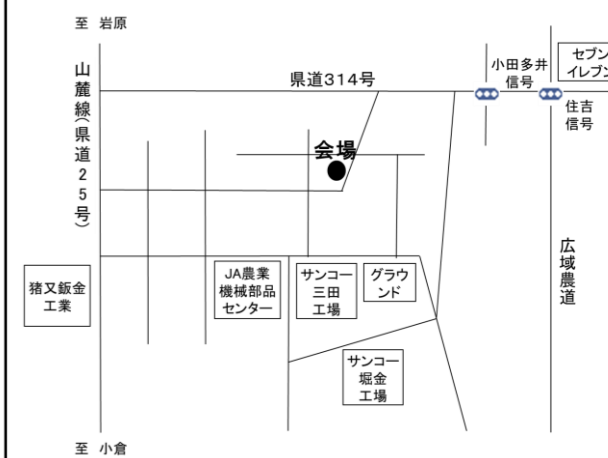 至 岩原
山麓線(県道25号)
県道314号
小田多井
信号
セブン
イレブン
住吉
信号
会場
広域農道
猪又鈑金
工業
JA農業
機械部品
センター
サンコー
三田
工場
グラウ
ンド
サンコー
堀金
工場
至 小倉